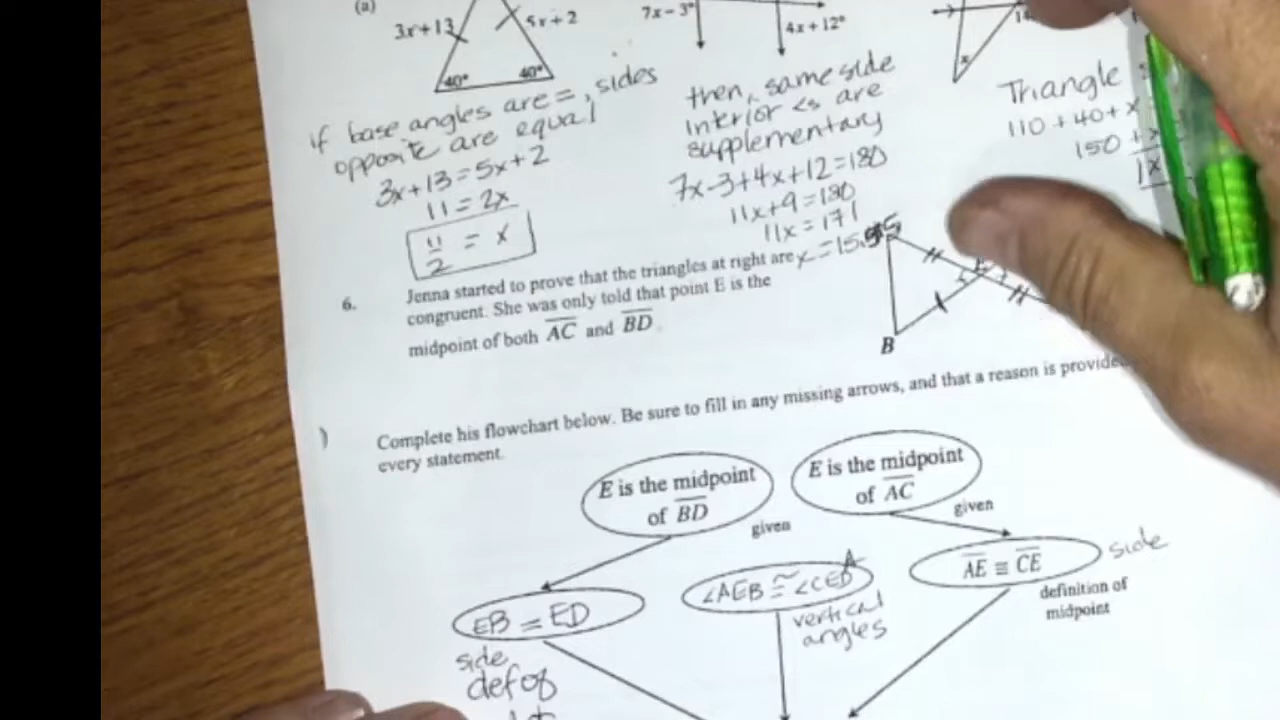 (a)
3x+13
5x+2
40°
40°
7x-3°
4x+12°
x
if base angles are =, sides
opposite are equal
3x+13=5x+2
11=2x
11/2 = x
then, same side
interior <s are
supplementary
7x-3+4x+12=180
11x+9=180
11x=171
Triangle
110+40+x
150+x
1x
6.
Jenna started to prove that the triangles at right are
congruent. She was only told that point E is the
midpoint of both AC and BD.
B
Complete his flowchart below. Be sure to fill in any missing arrows, and that a reason is provided
every statement.
E is the midpoint
of BD
given
E is the midpoint
of AC
given
EB = ED
side
def of
∠AEB ≅ ∠CED
A
vertical
angles
AE ≅ CE
side
definition of
midpoint